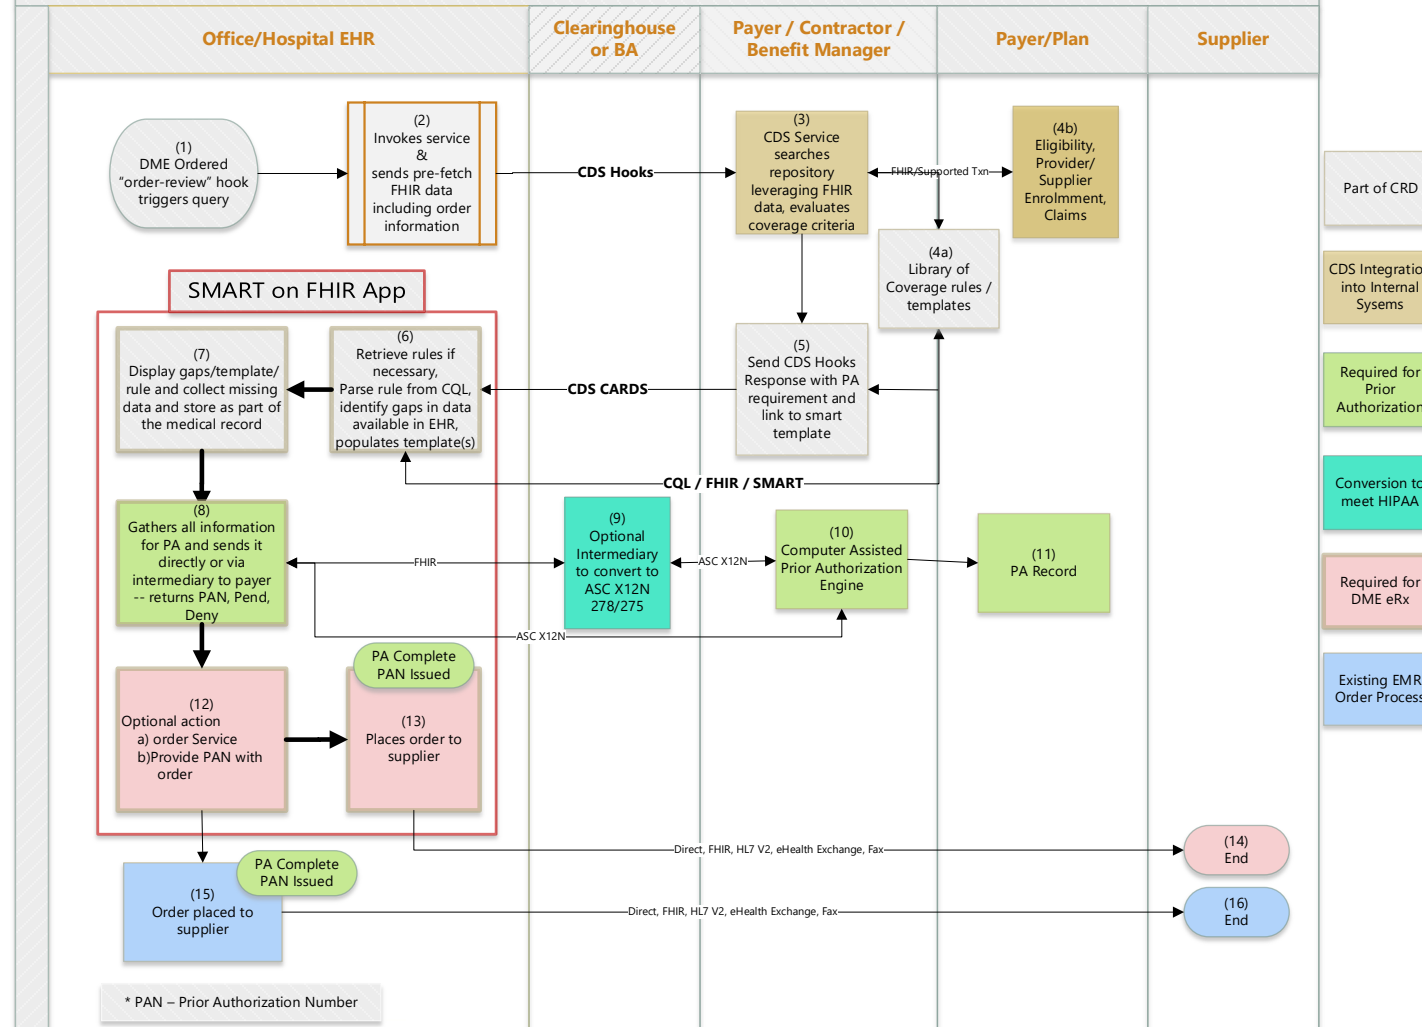 Office/Hospital EHR
Clearinghouse
or BA
Payer / Contractor /
Benefit Manager
Payer/Plan
Supplier
(1)
DME Ordered
“order-review” hook
triggers query
(2)
Invokes service
&
sends pre-fetch
FHIR data
including order
information
CDS Hooks
(3)
CDS Service
searches
repository
leveraging FHIR
data, evaluates
coverage criteria
FHIR/Supported Txn
(4b)
Eligibility,
Provider/
Supplier
Enrolmment,
Claims
(4a)
Library of
Coverage rules /
templates
SMART on FHIR App
(7)
Display gaps/template/
rule and collect missing
data and store as part of
the medical record
(6)
Retrieve rules if
necessary,
Parse rule from CQL,
identify gaps in data
available in EHR,
populates template(s)
CDS CARDS
(5)
Send CDS Hooks
Response with PA
requirement and
link to smart
template
CQL / FHIR / SMART
(8)
Gathers all information
for PA and sends it
directly or via
intermediary to payer
-- returns PAN, Pend,
Deny
FHIR
(9)
Optional
Intermediary
to convert to
ASC X12N
278/275
ASC X12N
(10)
Computer Assisted
Prior Authorization
Engine
(11)
PA Record
ASC X12N
PA Complete
PAN Issued
(12)
Optional action
a) order Service
b)Provide PAN with
order
(13)
Places order to
supplier
Direct, FHIR, HL7 V2, eHealth Exchange, Fax
(14)
End
PA Complete
PAN Issued
(15)
Order placed to
supplier
Direct, FHIR, HL7 V2, eHealth Exchange, Fax
(16)
End
* PAN – Prior Authorization Number
Part of CRD
CDS Integratio
into Internal
Sysems
Required for
Prior
Authorization
Conversion to
meet HIPAA
Required for
DME eRx
Existing EMR
Order Process